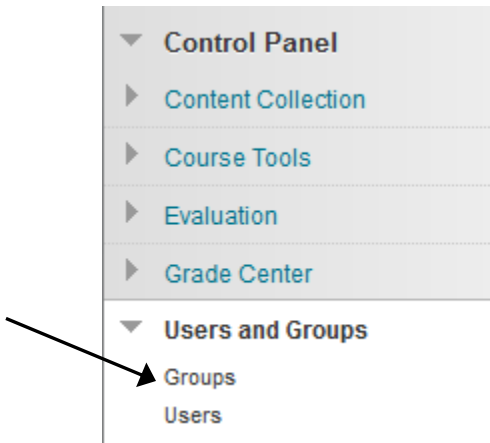 Control Panel
Content Collection
Course Tools
Evaluation
Grade Center
Users and Groups
Groups
Users